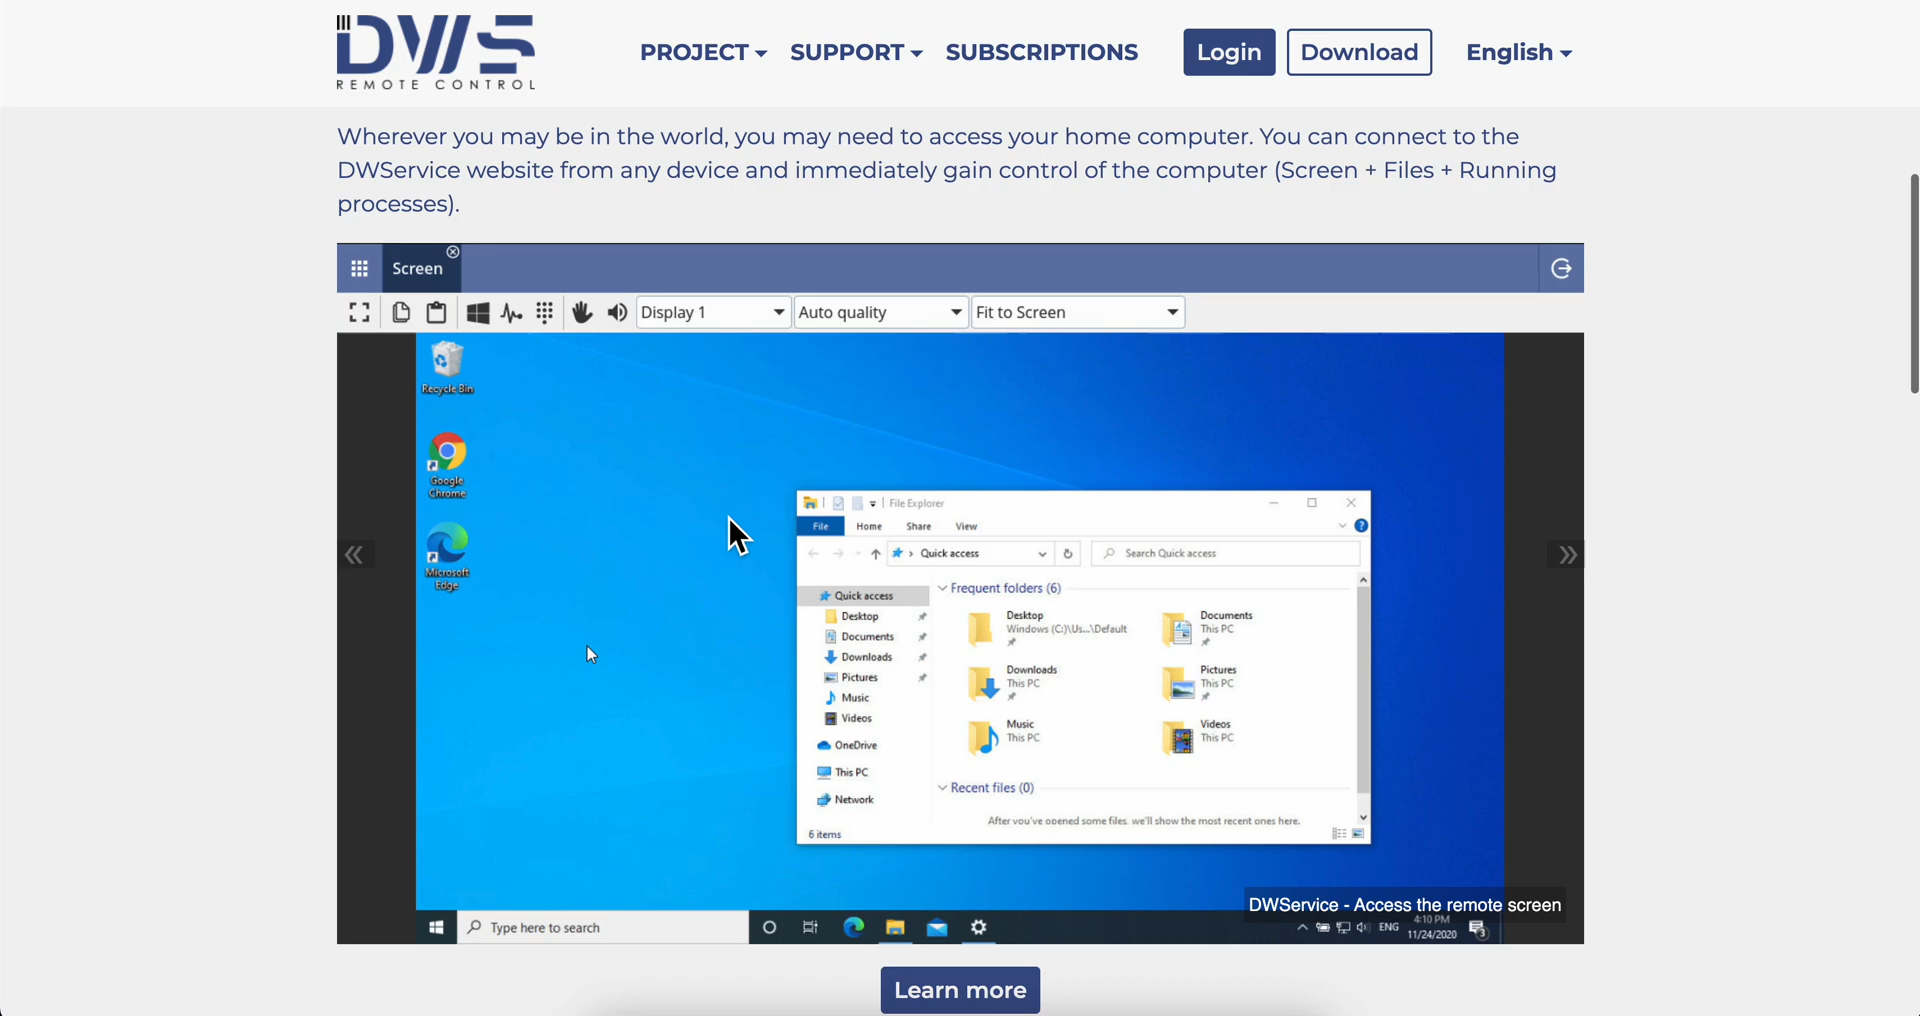 DWS
REMOTE CONTROL
PROJECT SUPPORT SUBSCRIPTIONS Login Download English
Wherever you may be in the world, you may need to access your home computer. You can connect to the
DWService website from any device and immediately gain control of the computer (Screen + Files + Running
processes).
Screen
Display 1 Auto quality Fit to Screen
Recycle Bin
Google
Chrome
Microsoft
Edge
File Explorer
File Home Share View
Quick access Search Quick access
Quick access
Desktop
Documents
Downloads
Pictures
Music
Videos
OneDrive
This PC
Network
Frequent folders (6)
Desktop
Windows (C:)\Us...\Default
Documents
This PC
Downloads
This PC
Pictures
This PC
Music
This PC
Videos
This PC
Recent files (0)
After you've opened some files, we'll show the most recent ones here.
6 items
DWService - Access the remote screen
Type here to search
ENG
4:10 PM
11/24/2020
3
Learn more